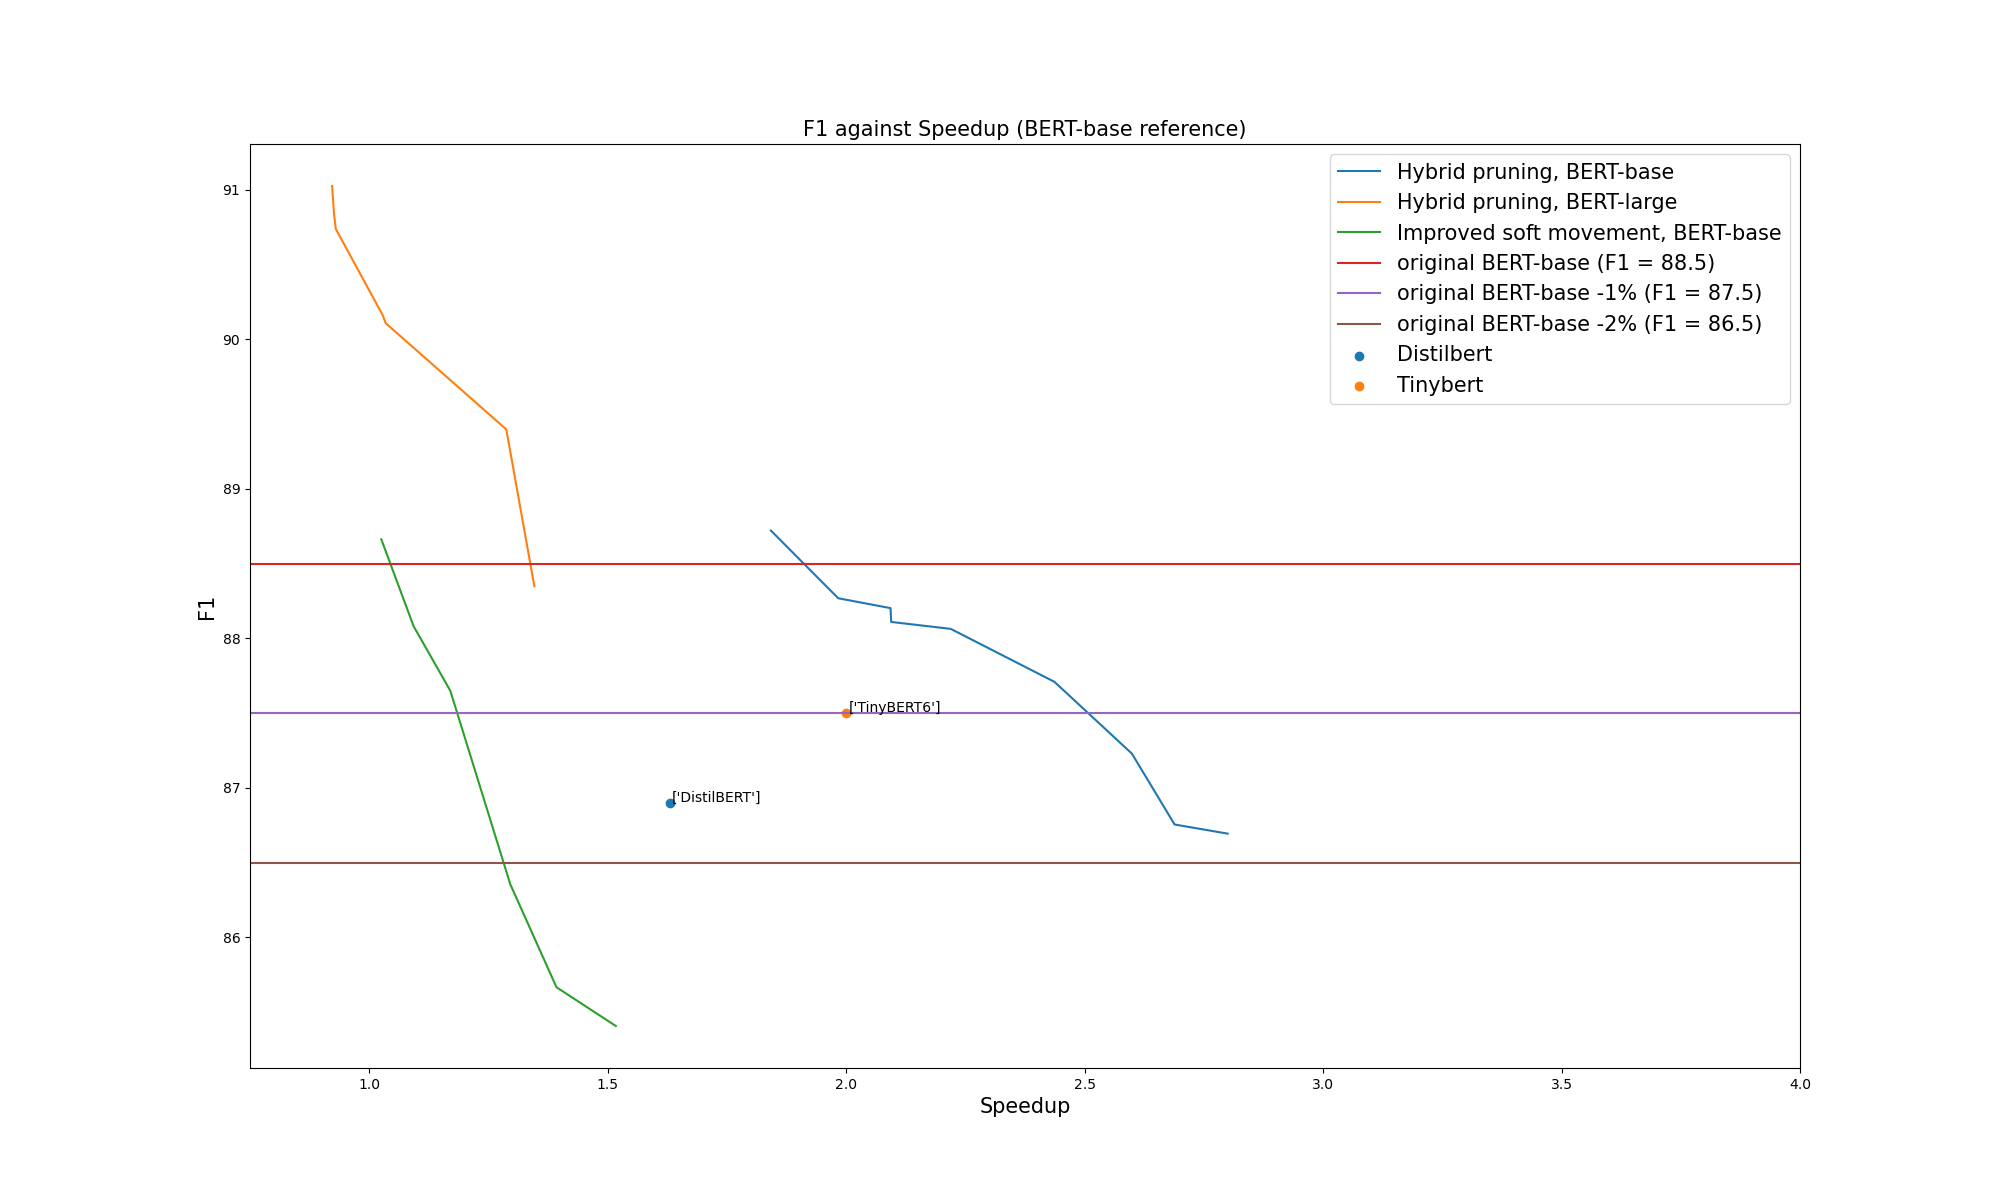 F1 against Speedup (BERT-base reference)
Hybrid pruning, BERT-base
Hybrid pruning, BERT-large
Improved soft movement, BERT-base
original BERT-base (F1 = 88.5)
original BERT-base -1% (F1 = 87.5)
original BERT-base -2% (F1 = 86.5)
Distilbert
Tinybert
91
90
89
88
87
86
F1
['TinyBERT6']
['DistilBERT']
1.0 1.5 2.0 2.5 3.0 3.5 4.0
Speedup